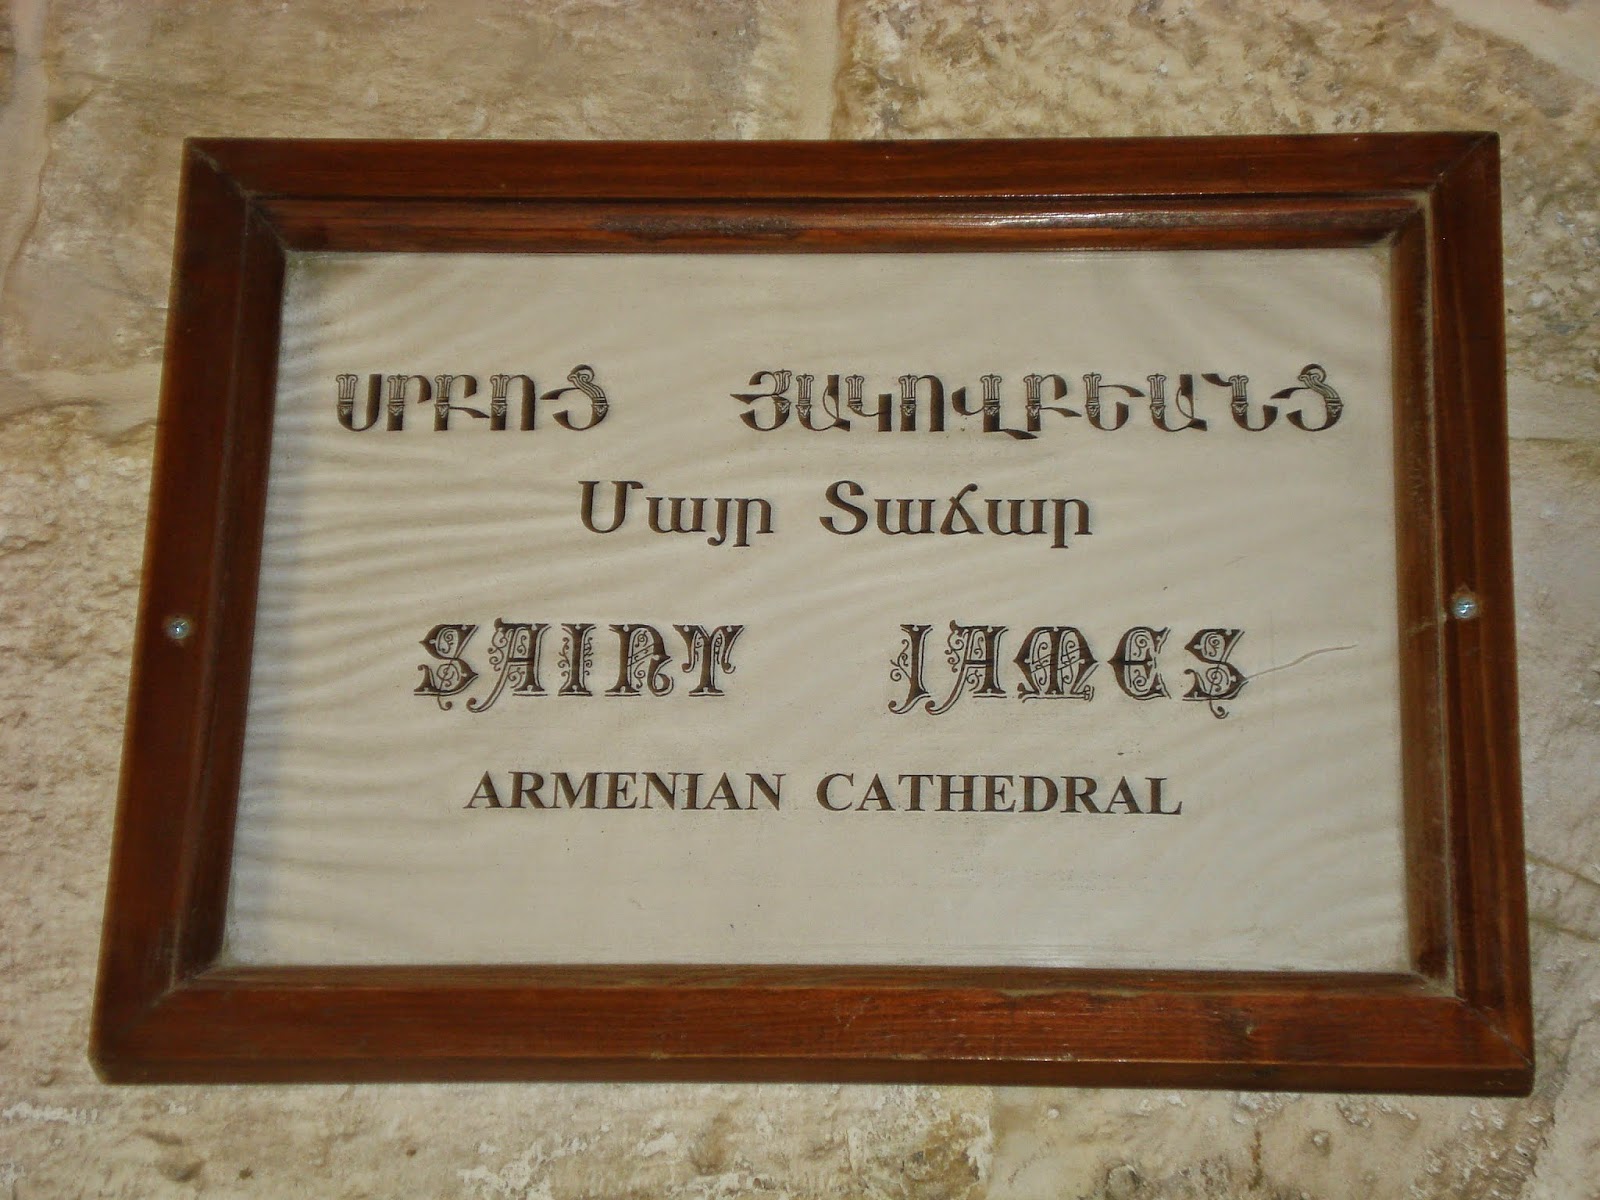 ՍՐԲՈՑ ՅԱԿՈՎԲԵԱՆՑ
Մայր Տաճար
SAINT JAMES
ARMENIAN CATHEDRAL